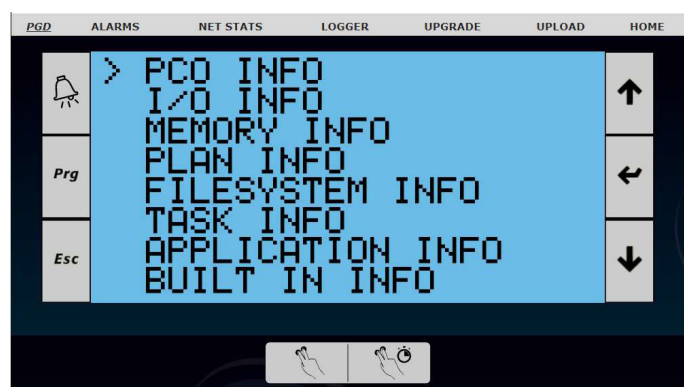 PGD ALARMS NET STATS LOGGER UPGRADE UPLOAD HOME
> PCO INFO
I/O INFO
MEMORY INFO
Prg
PLAN INFO
FILESYSTEM INFO
TASK INFO
Esc
APPLICATION INFO
BUILT IN INFO